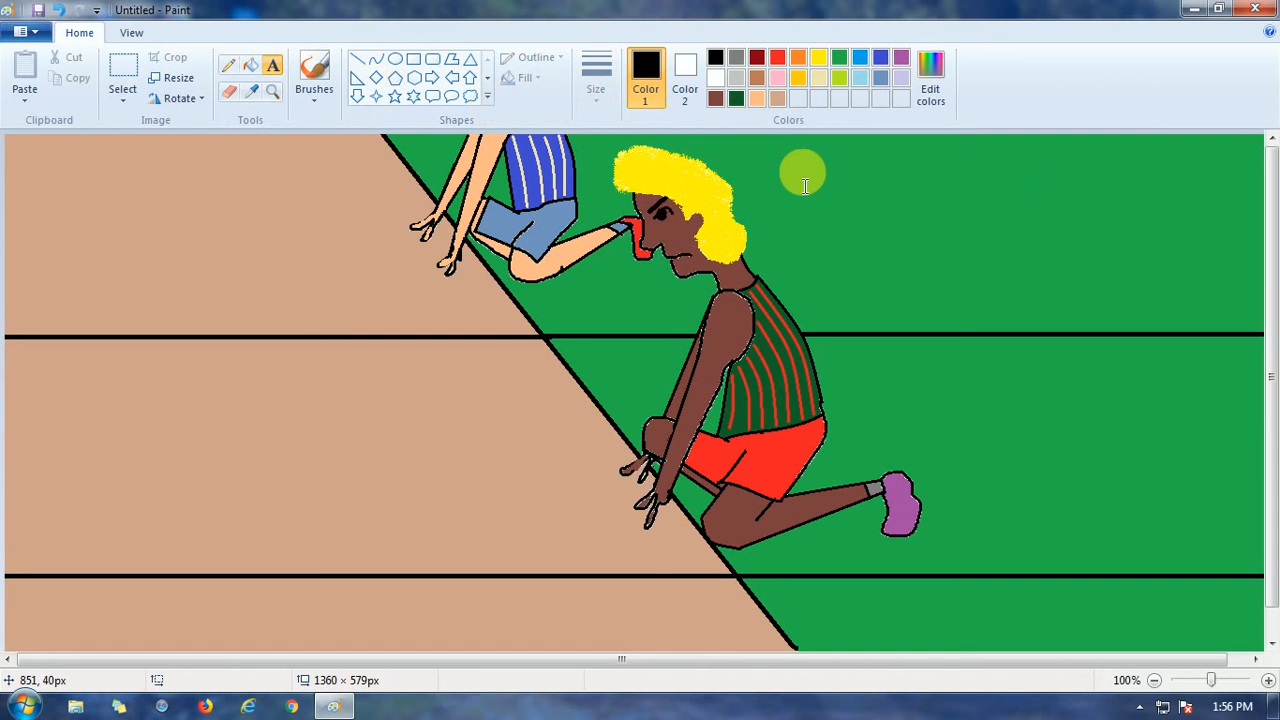 Untitled - Paint
Home
View
Paste
Cut
Copy
Clipboard
Select
Crop
Resize
Rotate
Image
A
Tools
Brushes
Outline
Fill
Shapes
Size
Color 1
Color 2
Edit colors
Colors
851, 40px
1360 × 579px
100%
1:56 PM